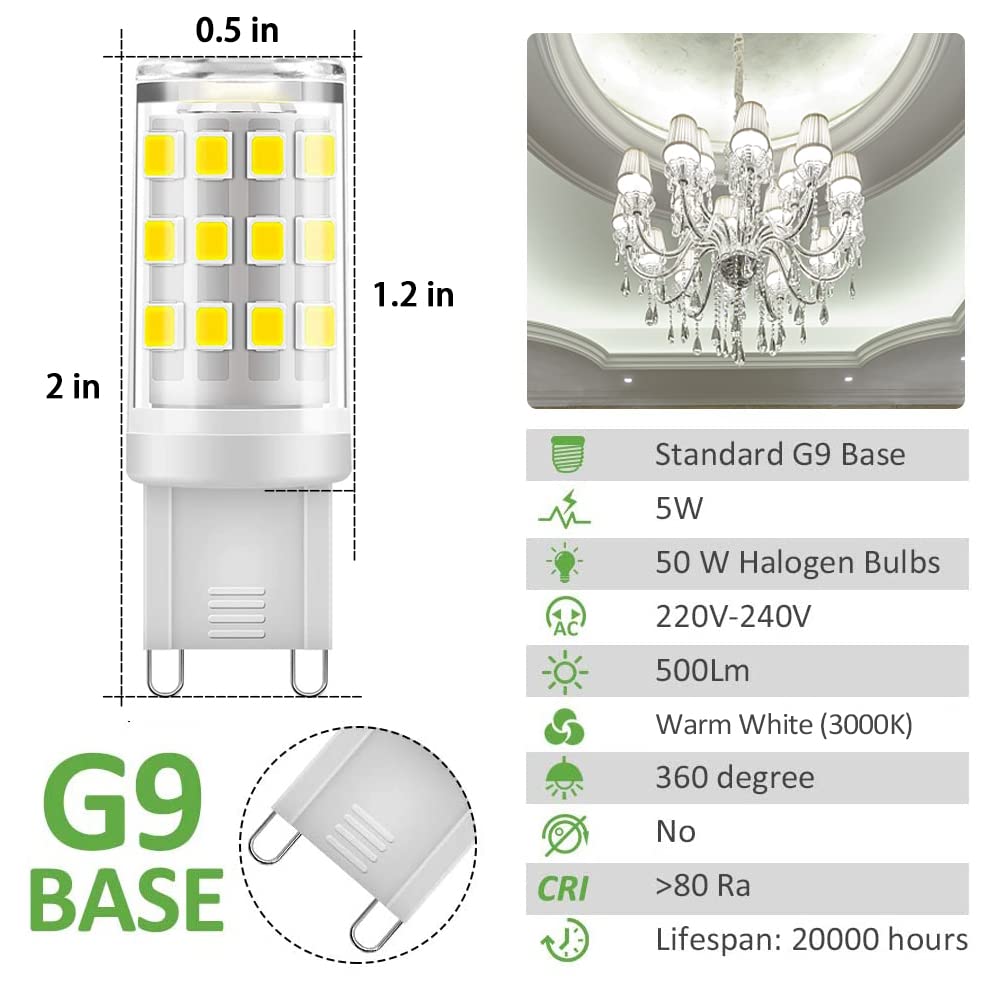 0.5 in
1.2 in
2 in
G9
BASE
Standard G9 Base
5W
50 W Halogen Bulbs
AC
220V-240V
500Lm
Warm White (3000K)
360 degree
No
CRI
>80 Ra
Lifespan: 20000 hours